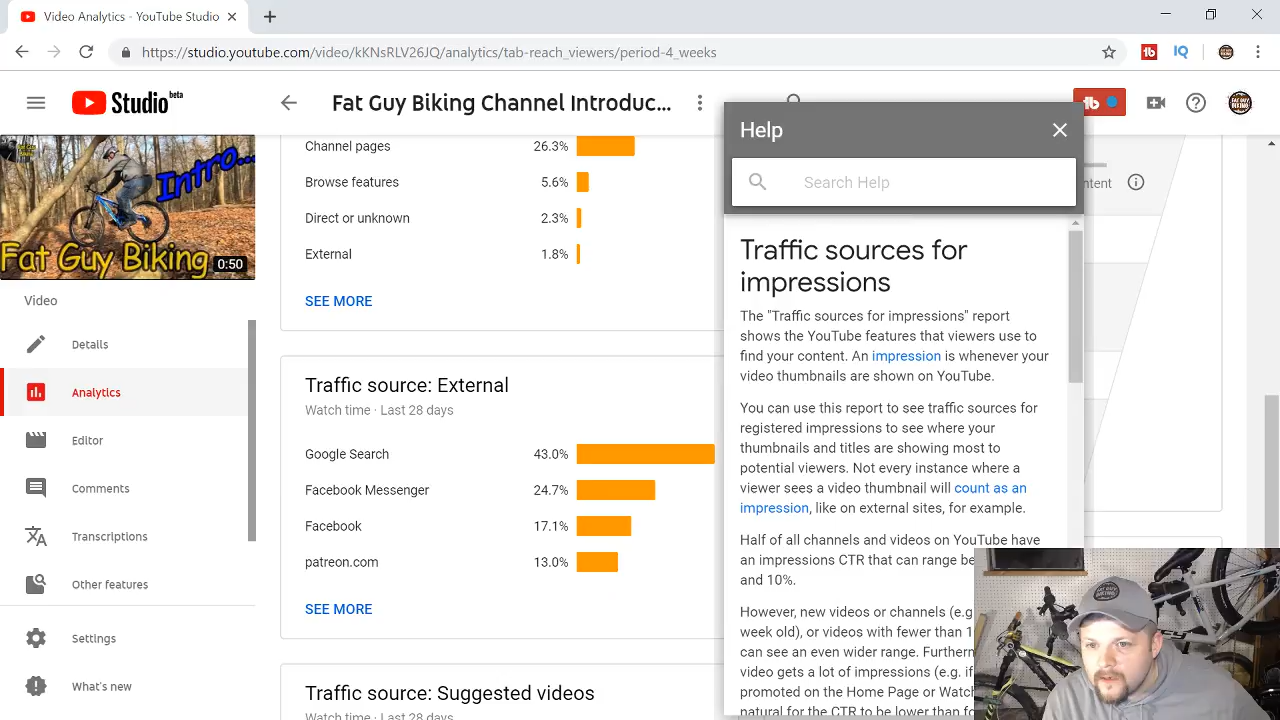 Video Analytics - YouTube Studio
https://studio.youtube.com/video/kKNsRLV26JQ/analytics/tab-reach_viewers/period-4_weeks
Studio beta
Fat Guy Biking Channel Introduc...
Intro...
Fat Guy Biking
0:50
Video
Details
Analytics
Editor
Comments
Transcriptions
Other features
Settings
What's new
Channel pages 26.3%
Browse features 5.6%
Direct or unknown 2.3%
External 1.8%
SEE MORE
Traffic source: External
Watch time · Last 28 days
Google Search 43.0%
Facebook Messenger 24.7%
Facebook 17.1%
patreon.com 13.0%
SEE MORE
Traffic source: Suggested videos
Watch time · Last 28 days
Help
Search Help
Traffic sources for
impressions
The "Traffic sources for impressions" report
shows the YouTube features that viewers use to
find your content. An impression is whenever your
video thumbnails are shown on YouTube.
You can use this report to see traffic sources for
registered impressions to see where your
thumbnails and titles are showing most to
potential viewers. Not every instance where a
viewer sees a video thumbnail will count as an
impression, like on external sites, for example.
Half of all channels and videos on YouTube have
an impressions CTR that can range be
and 10%.
However, new videos or channels (e.g
week old), or videos with fewer than 1
can see an even wider range. Furthern
video gets a lot of impressions (e.g. if
promoted on the Home Page or Watch
natural for the CTR to be lower than fo
ntent